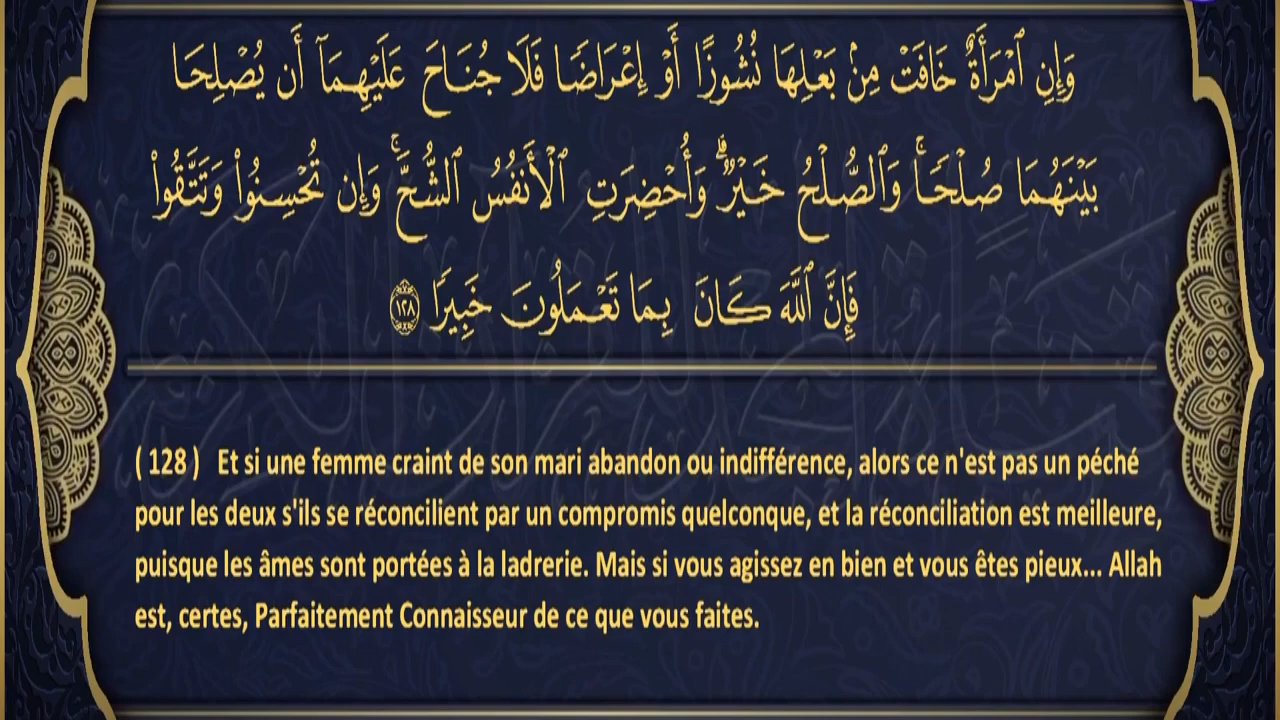 وَإِنِ ٱمْرَأَةٌ خَافَتْ مِنۢ بَعْلِهَا نُشُوزًا أَوْ إِعْرَاضًا فَلَا جُنَاحَ عَلَيْهِمَآ أَن يُصْلِحَا
بَيْنَهُمَا صُلْحًاۚ وَٱلصُّلْحُ خَيْرٌۗ وَأُحْضِرَتِ ٱلْأَنفُسُ ٱلشُّحَّۚ وَإِن تُحْسِنُوا۟ وَتَتَّقُوا۟
فَإِنَّ ٱللَّهَ كَانَ بِمَا تَعْمَلُونَ خَبِيرًا ١٢٨
( 128 ) Et si une femme craint de son mari abandon ou indifférence, alors ce n'est pas un péché
pour les deux s'ils se réconcilient par un compromis quelconque, et la réconciliation est meilleure,
puisque les âmes sont portées à la ladrerie. Mais si vous agissez en bien et vous êtes pieux... Allah
est, certes, Parfaitement Connaisseur de ce que vous faites.